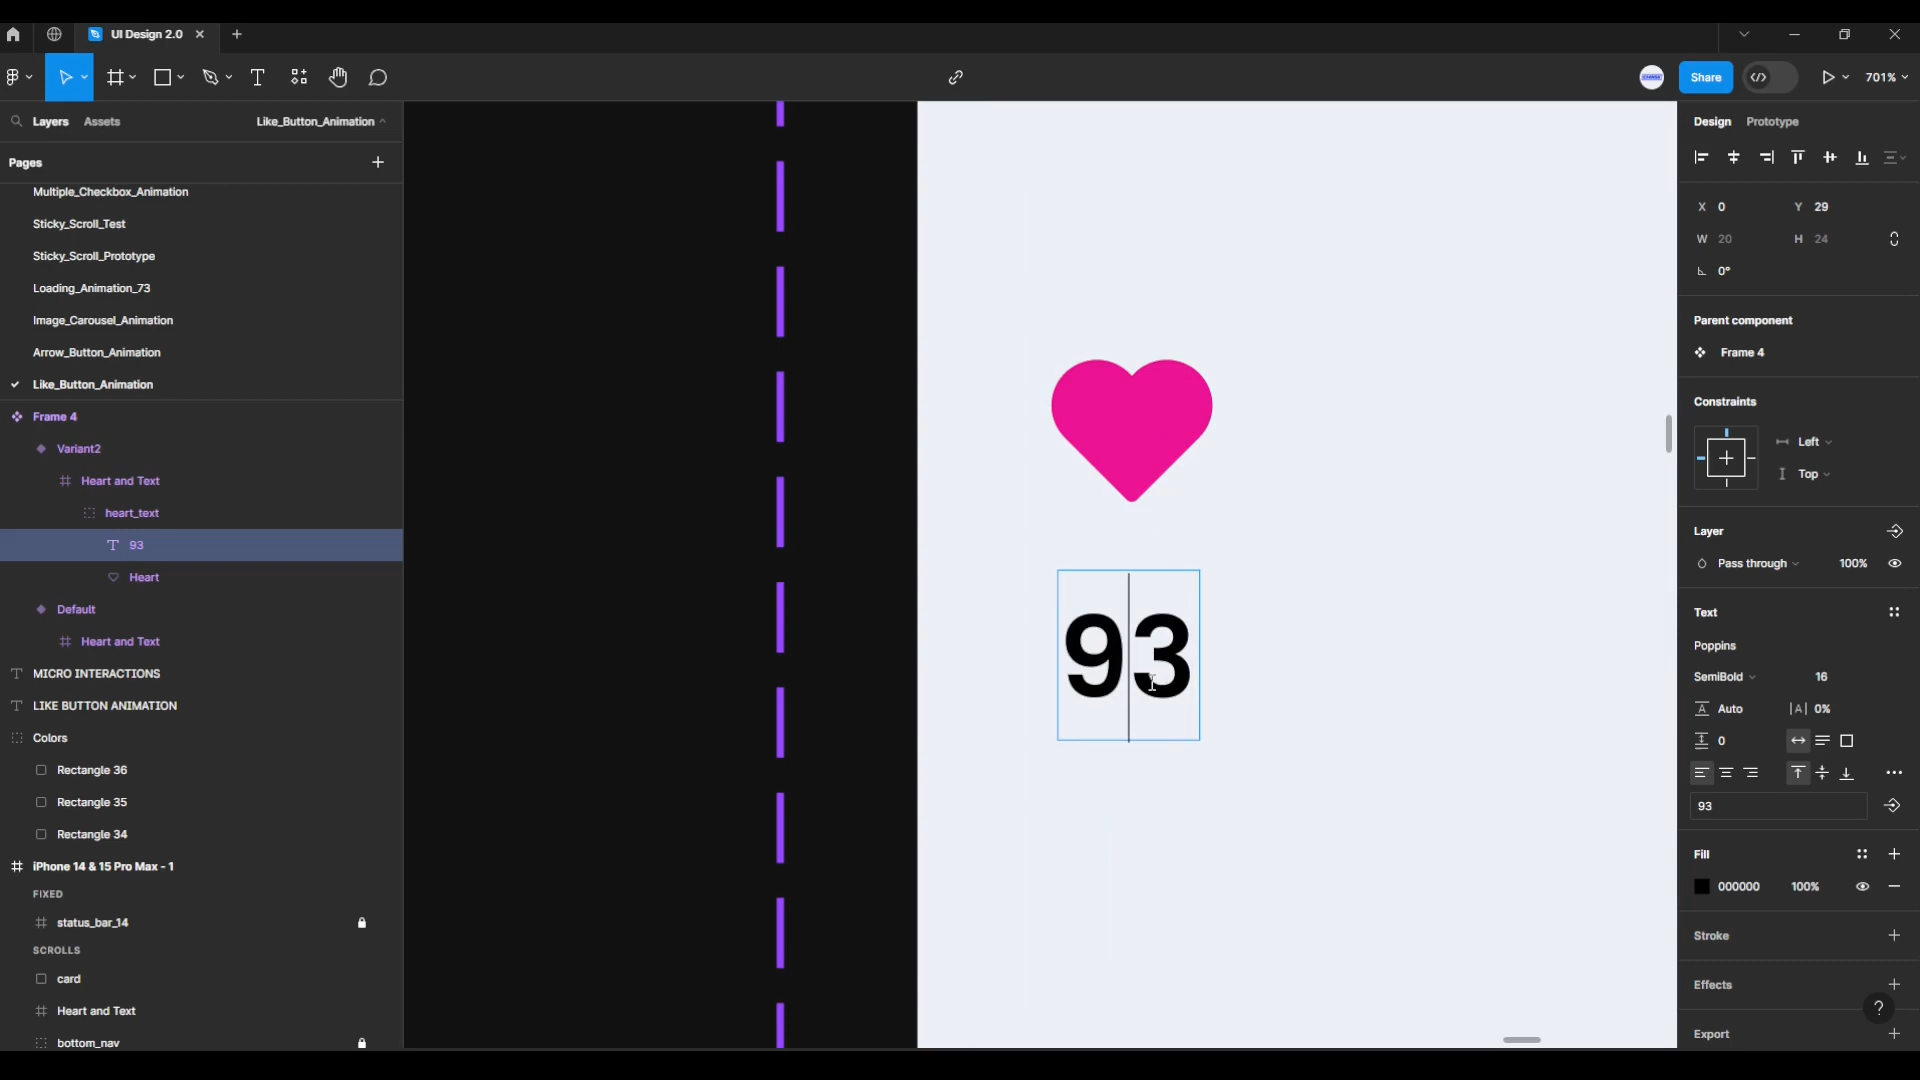 UI Design 2.0
Share
701%
Layers
Assets
Like_Button_Animation
Pages
Multiple_Checkbox_Animation
Sticky_Scroll_Test
Sticky_Scroll_Prototype
Loading_Animation_73
Image_Carousel_Animation
Arrow_Button_Animation
Like_Button_Animation
Frame 4
Variant2
Heart and Text
heart_text
93
Heart
Default
Heart and Text
MICRO INTERACTIONS
LIKE BUTTON ANIMATION
Colors
Rectangle 36
Rectangle 35
Rectangle 34
iPhone 14 & 15 Pro Max - 1
FIXED
status_bar_14
SCROLLS
card
Heart and Text
bottom_nav
93
Design
Prototype
X 0
Y 29
W 20
H 24
0°
Parent component
Frame 4
Constraints
Left
Top
Layer
Pass through
100%
Text
Poppins
SemiBold
16
Auto
0%
0
93
Fill
000000
100%
Stroke
Effects
?
Export